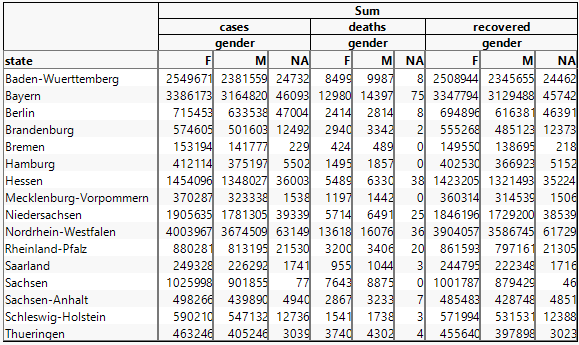 Sum
cases deaths recovered
gender gender gender
state F M NA F M NA F M NA
Baden-Wuerttemberg 2549671 2381559 24732 8499 9987 8 2508944 2345655 24462
Bayern 3386173 3164820 46093 12980 14397 75 3347794 3129488 45742
Berlin 715453 633538 47004 2414 2814 8 694896 616381 46391
Brandenburg 574605 501603 12492 2940 3342 2 555268 485123 12373
Bremen 153194 141777 229 424 489 0 149550 138695 218
Hamburg 412114 375197 5502 1495 1857 0 402530 366923 5152
Hessen 1454096 1348027 36003 5489 6330 38 1423205 1321493 35224
Mecklenburg-Vorpommern 370287 323338 1538 1197 1442 0 360314 314539 1506
Niedersachsen 1905635 1781305 39339 5714 6491 25 1846196 1729200 38539
Nordrhein-Westfalen 4003967 3674509 63149 13618 16076 36 3904057 3586745 61729
Rheinland-Pfalz 880281 813195 21530 3200 3406 20 861593 797161 21305
Saarland 249328 226292 1741 955 1044 3 244795 222348 1716
Sachsen 1025998 901855 77 7643 8875 0 1001787 879429 46
Sachsen-Anhalt 498266 439890 4940 2867 3233 7 485483 428748 4851
Schleswig-Holstein 590210 547132 12736 1541 1738 3 571994 531531 12388
Thueringen 463246 405246 3039 3740 4302 4 455640 397898 3023